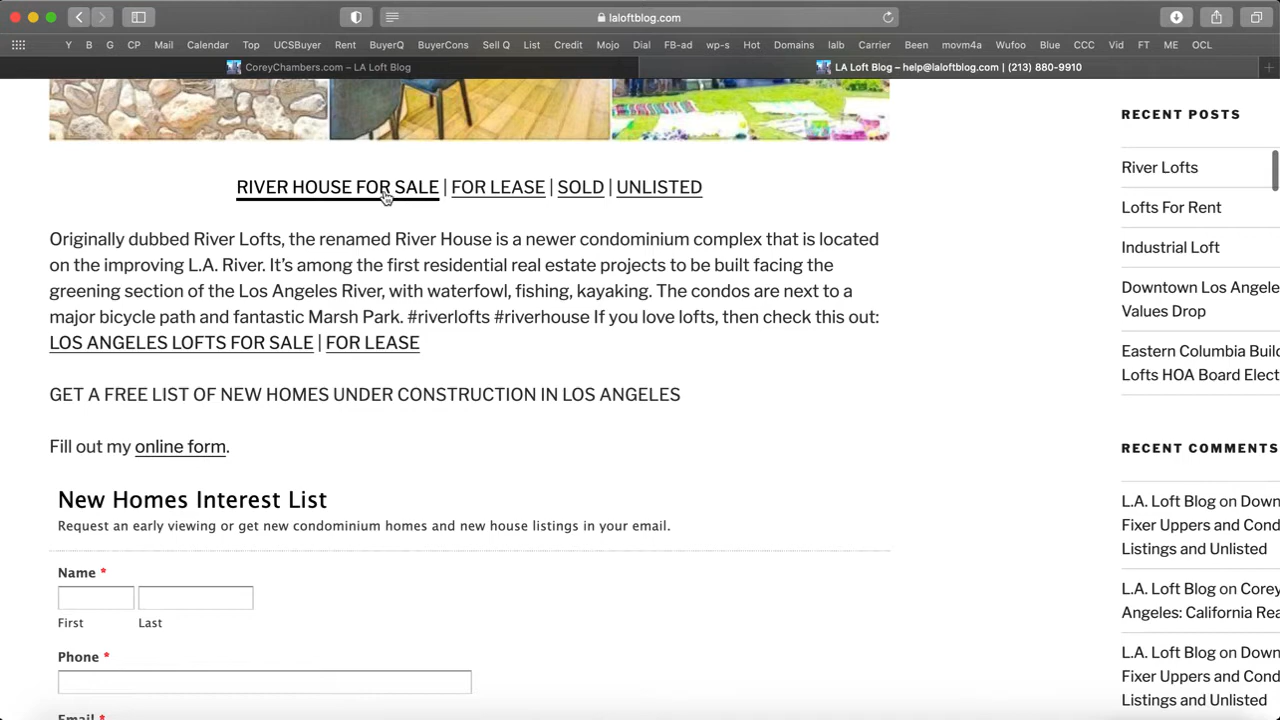 laloftblog.com
Y B G CP Mail Calendar Top UCSBuyer Rent BuyerQ BuyerCons Sell Q List Credit Mojo Dial FB-ad wp-s Hot Domains lalb Carrier Been movm4a Wufoo Blue CCC Vid FT ME OCL
CoreyChambers.com – LA Loft Blog
LA Loft Blog – help@laloftblog.com | (213) 880-9910
RIVER HOUSE FOR SALE | FOR LEASE | SOLD | UNLISTED
Originally dubbed River Lofts, the renamed River House is a newer condominium complex that is located
on the improving L.A. River. It's among the first residential real estate projects to be built facing the
greening section of the Los Angeles River, with waterfowl, fishing, kayaking. The condos are next to a
major bicycle path and fantastic Marsh Park. #riverlofts #riverhouse If you love lofts, then check this out:
LOS ANGELES LOFTS FOR SALE | FOR LEASE
GET A FREE LIST OF NEW HOMES UNDER CONSTRUCTION IN LOS ANGELES
Fill out my online form.
New Homes Interest List
Request an early viewing or get new condominium homes and new house listings in your email.
Name *
First Last
Phone *
Email *
RECENT POSTS
River Lofts
Lofts For Rent
Industrial Loft
Downtown Los Angele
Values Drop
Eastern Columbia Buil
Lofts HOA Board Elect
RECENT COMMENTS
L.A. Loft Blog on Down
Fixer Uppers and Cond
Listings and Unlisted
L.A. Loft Blog on Corey
Angeles: California Rea
L.A. Loft Blog on Down
Fixer Uppers and Cond
Listings and Unlisted